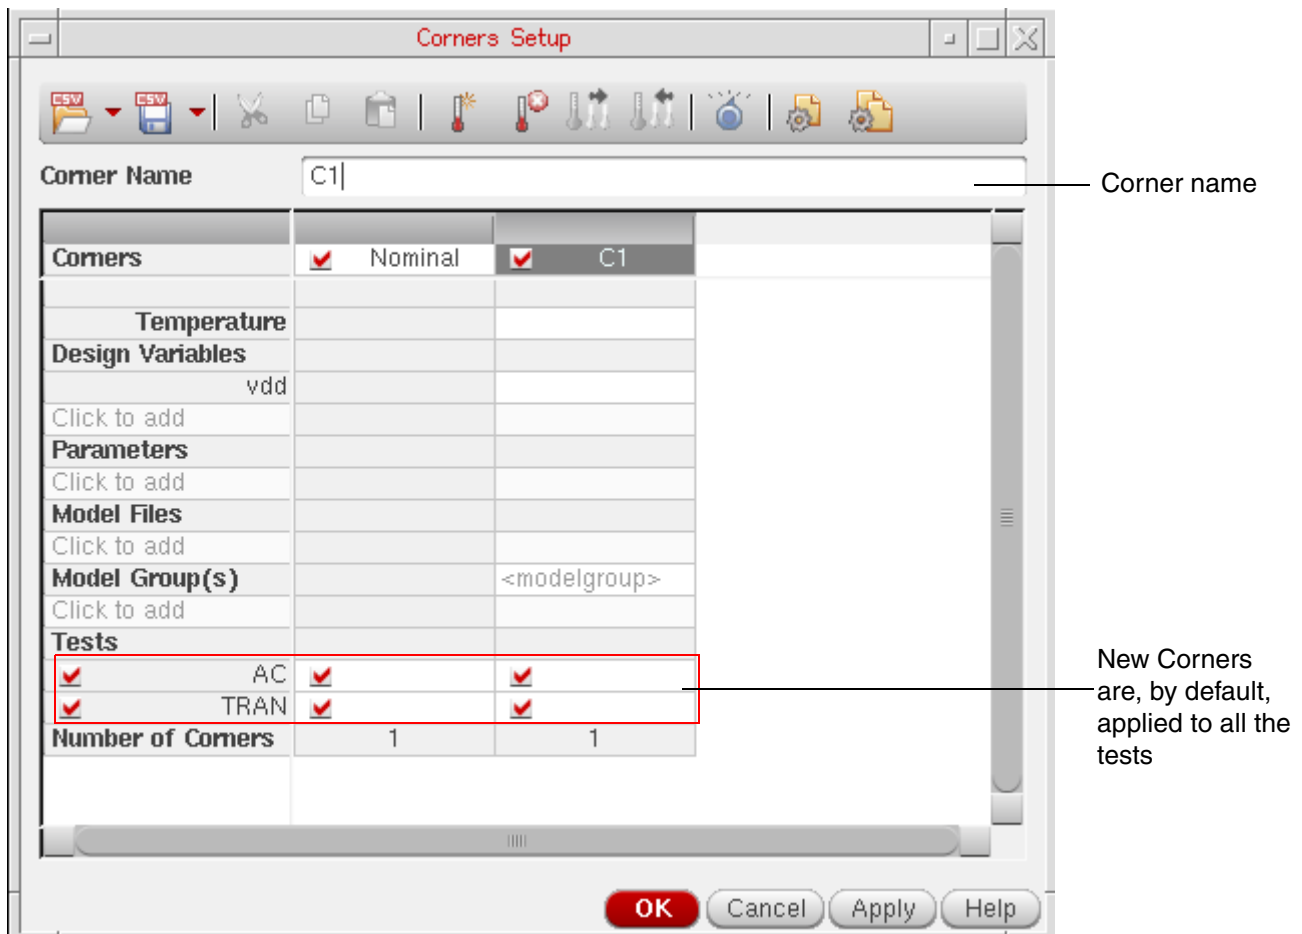 Corners Setup
CSV CSV
Corner Name C1
Corner name
Corners Nominal C1
Temperature
Design Variables
vdd
Click to add
Parameters
Click to add
Model Files
Click to add
Model Group(s) <modelgroup>
Click to add
Tests
AC
TRAN
Number of Corners 1 1
New Corners
are, by default,
applied to all the
tests
OK Cancel Apply Help